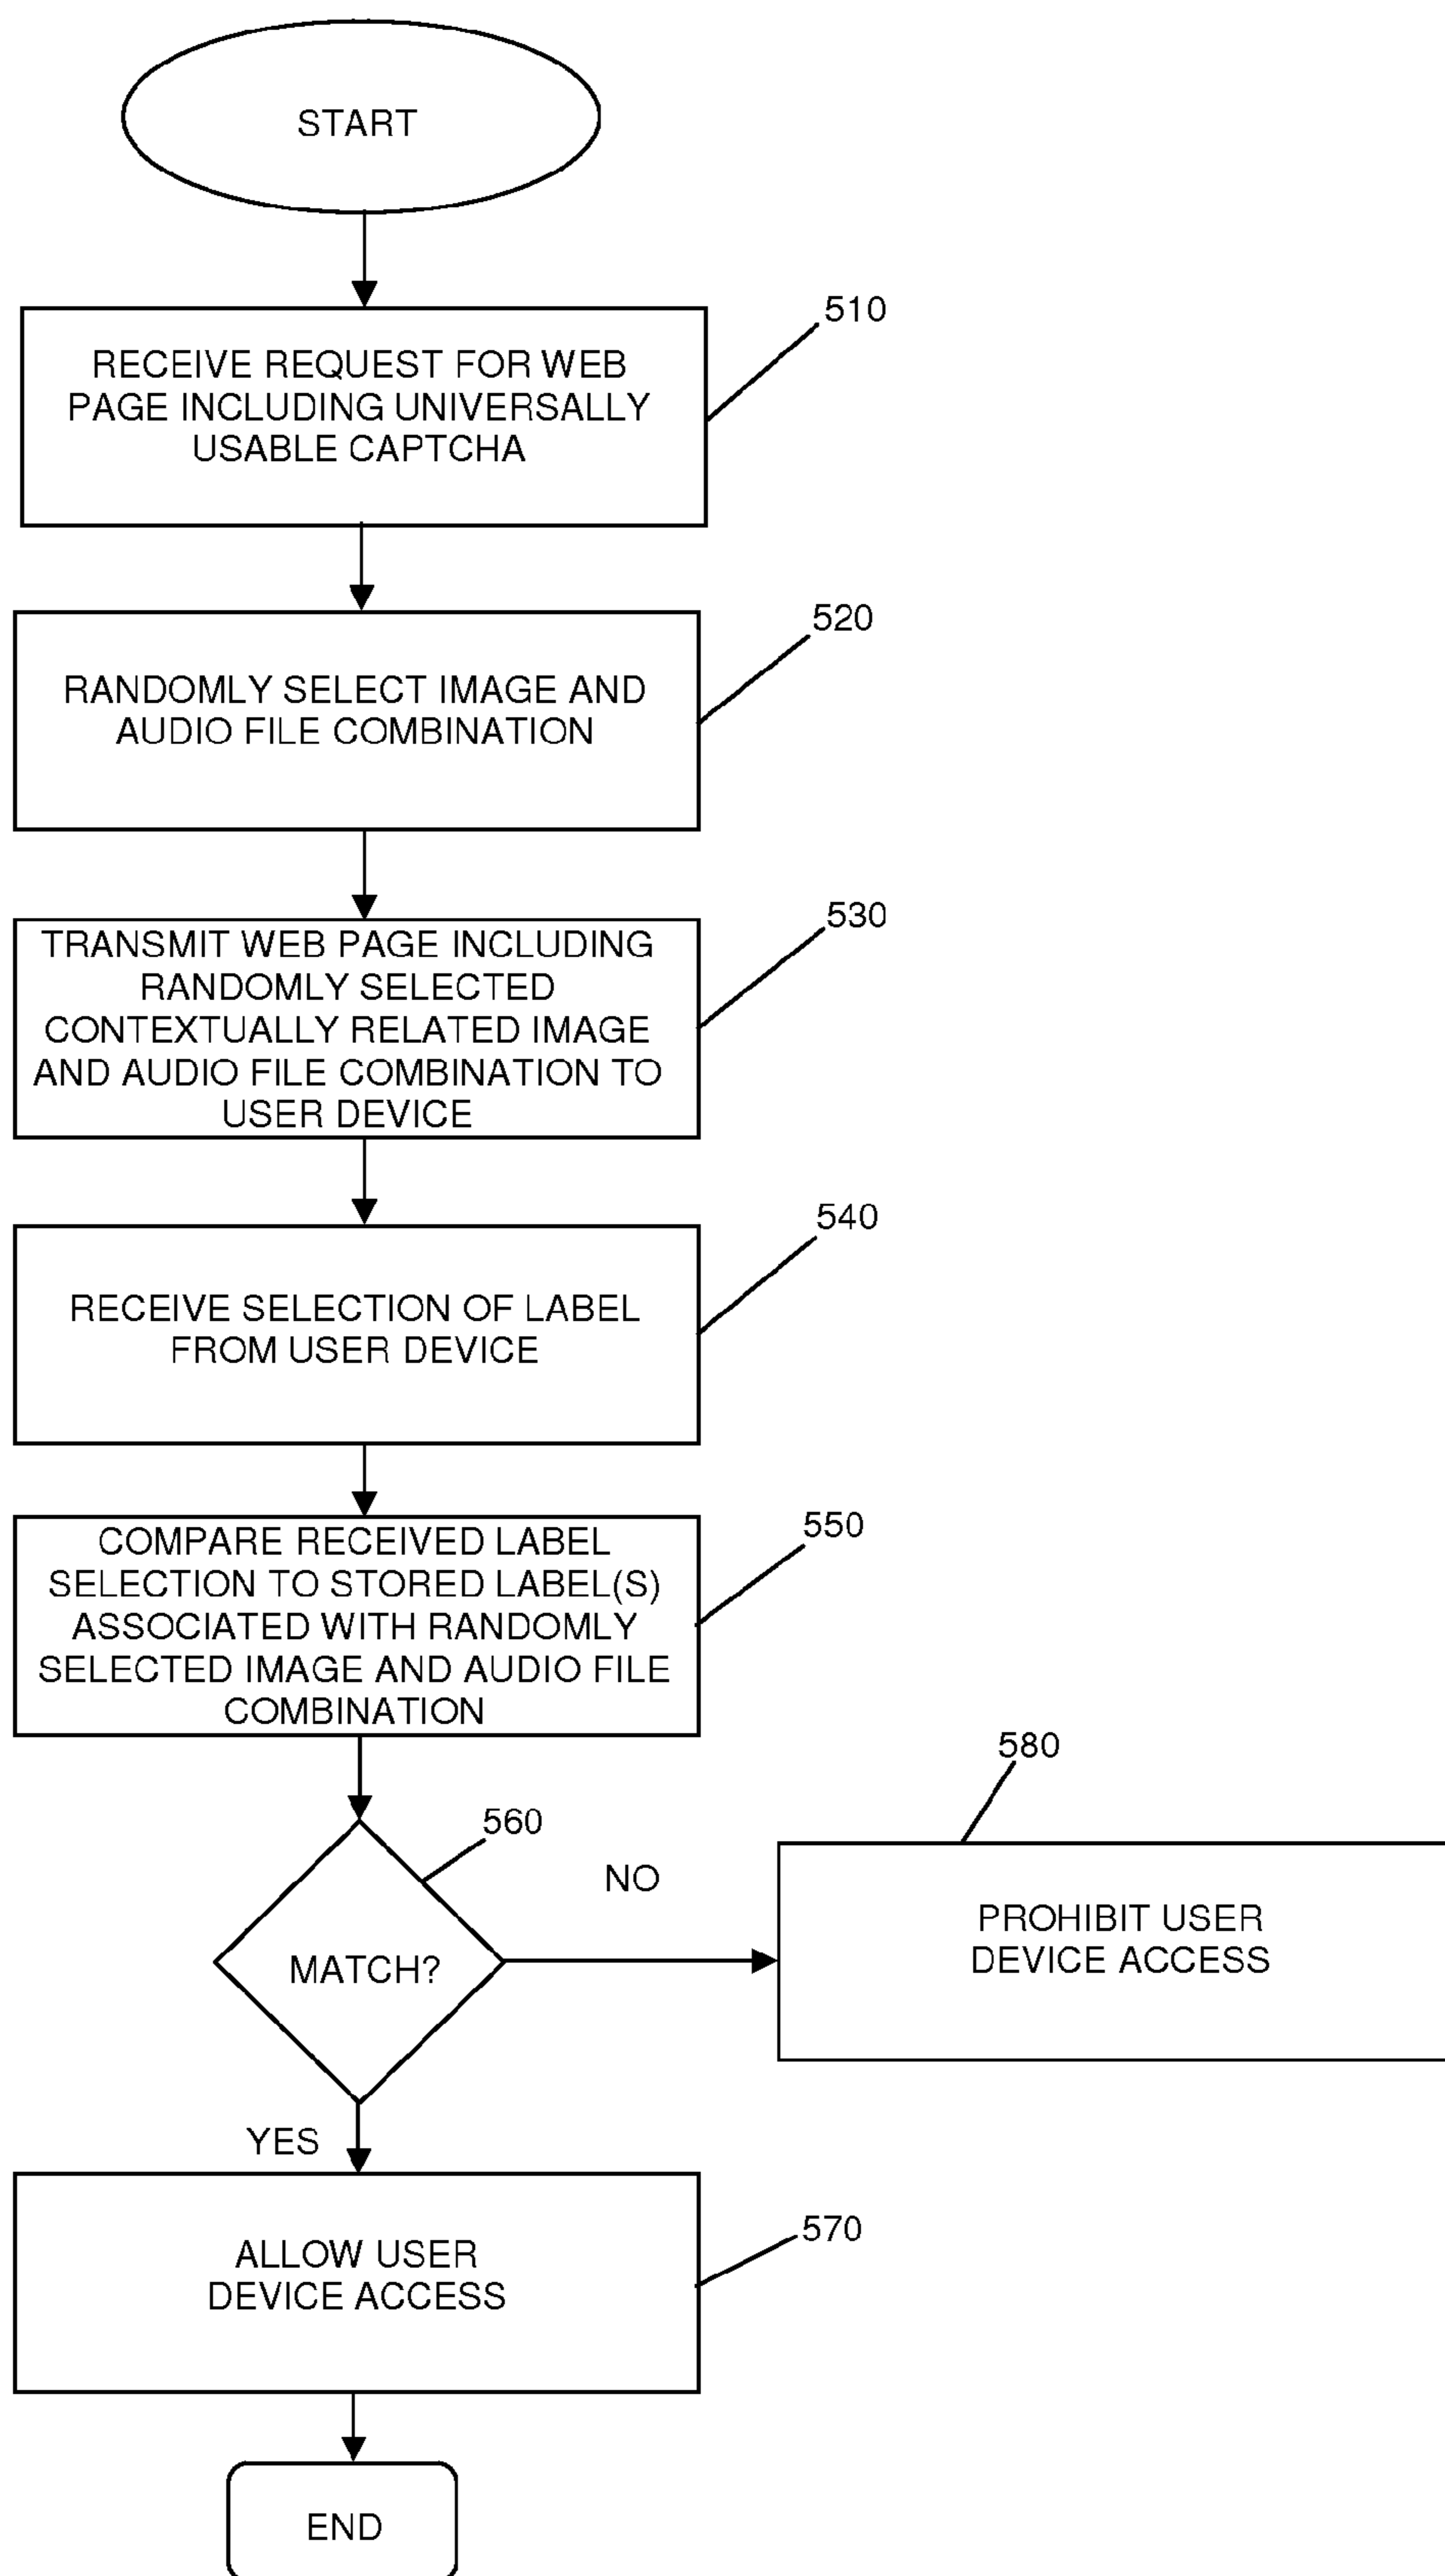 START
510
RECEIVE REQUEST FOR WEB
PAGE INCLUDING UNIVERSALLY
USABLE CAPTCHA
520
RANDOMLY SELECT IMAGE AND
AUDIO FILE COMBINATION
530
TRANSMIT WEB PAGE INCLUDING
RANDOMLY SELECTED
CONTEXTUALLY RELATED IMAGE
AND AUDIO FILE COMBINATION TO
USER DEVICE
540
RECEIVE SELECTION OF LABEL
FROM USER DEVICE
550
COMPARE RECEIVED LABEL
SELECTION TO STORED LABEL(S)
ASSOCIATED WITH RANDOMLY
SELECTED IMAGE AND AUDIO FILE
COMBINATION
560
MATCH?
NO
580
PROHIBIT USER
DEVICE ACCESS
YES
570
ALLOW USER
DEVICE ACCESS
END